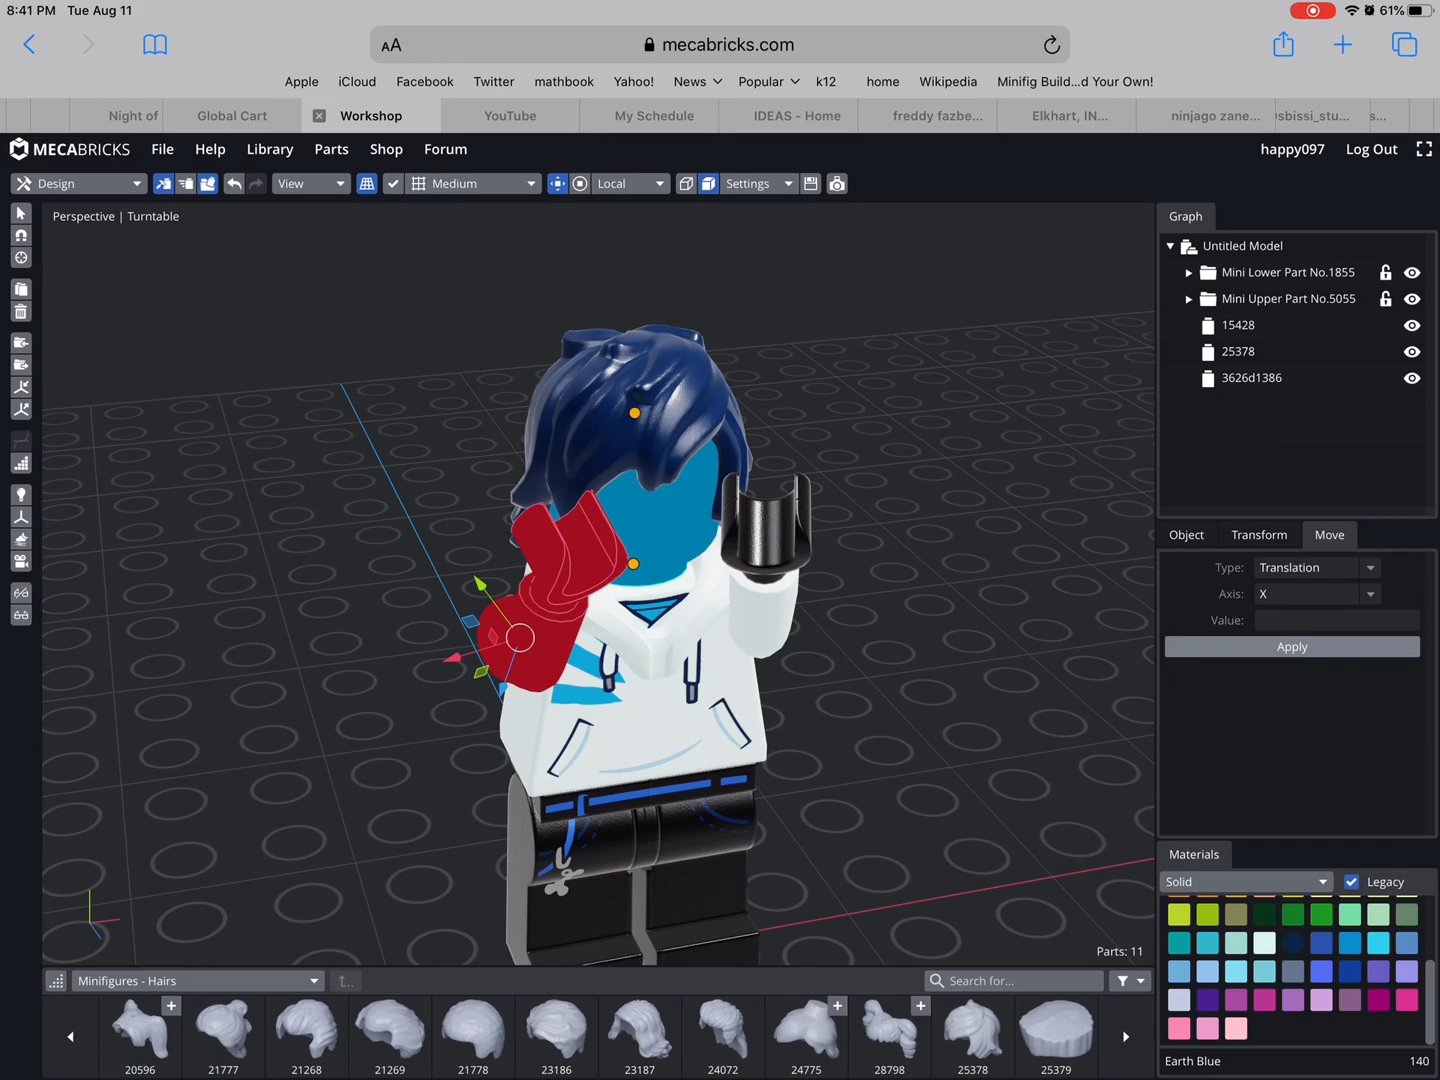 8:41 PM Tue Aug 11
61%
AA
mecabricks.com
Apple iCloud Facebook Twitter mathbook Yahoo! News Popular k12 home Wikipedia Minifig Build...d Your Own!
Night of Global Cart Workshop YouTube My Schedule IDEAS - Home freddy fazbe... Elkhart, IN... ninjago zane... sbissi_stu... s...
MECABRICKS File Help Library Parts Shop Forum happy097 Log Out
Design View Medium Local Settings
Perspective | Turntable
Graph
Untitled Model
Mini Lower Part No.1855
Mini Upper Part No.5055
15428
25378
3626d1386
Object Transform Move
Type: Translation
Axis: X
Value:
Apply
Materials
Solid Legacy
Earth Blue 140
Parts: 11
Minifigures - Hairs Search for...
20596 21777 21268 21269 21778 23186 23187 24072 24775 28798 25378 25379